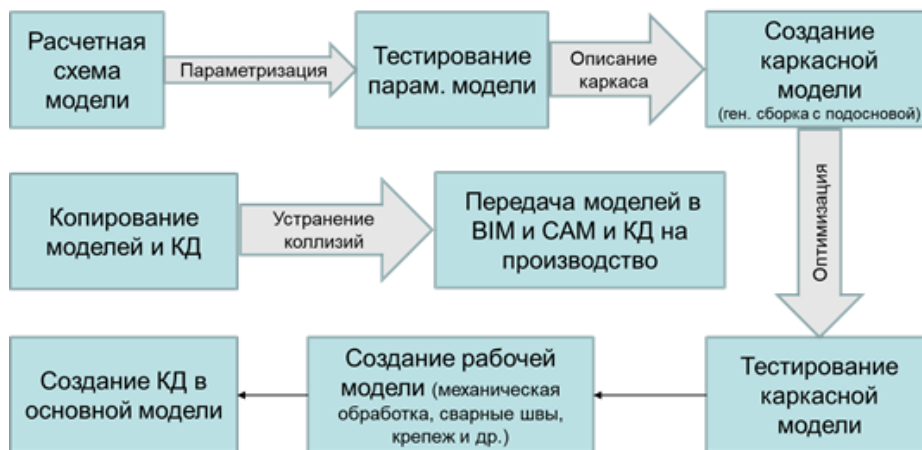 Расчетная
схема
модели
Параметризация
Тестирование
парам. модели
Описание
каркаса
Создание
каркасной
модели
(ген. сборка с подосновой)
Оптимизация
Копирование
моделей и КД
Устранение
коллизий
Передача моделей в
BIM и CAM и КД на
производство
Создание КД в
основной модели
Создание рабочей
модели (механическая
обработка, сварные швы,
крепеж и др.)
Тестирование
каркасной
модели